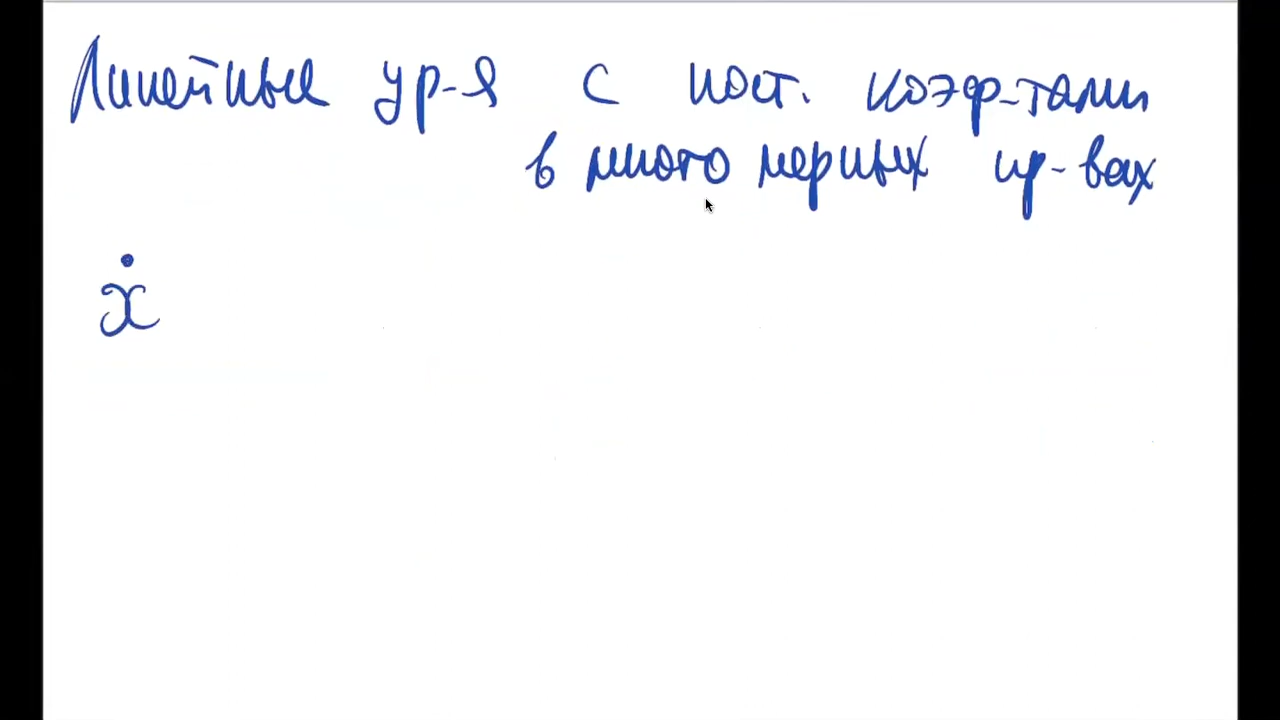 Линейные ур-я с пост. коэф-тами
в многомерных пр-вах
ẋ